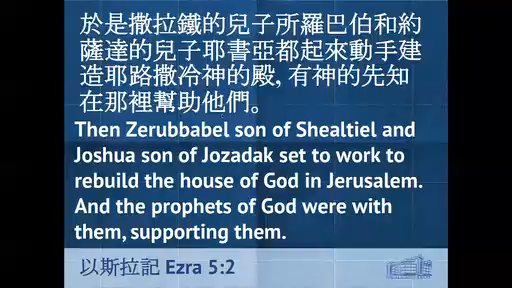 於是撒拉鐵的兒子所羅巴伯和約
薩達的兒子耶書亞都起來動手建
造耶路撒冷神的殿, 有神的先知
在那裡幫助他們。
Then Zerubbabel son of Shealtiel and
Joshua son of Jozadak set to work to
rebuild the house of God in Jerusalem.
And the prophets of God were with
them, supporting them.
以斯拉記 Ezra 5:2